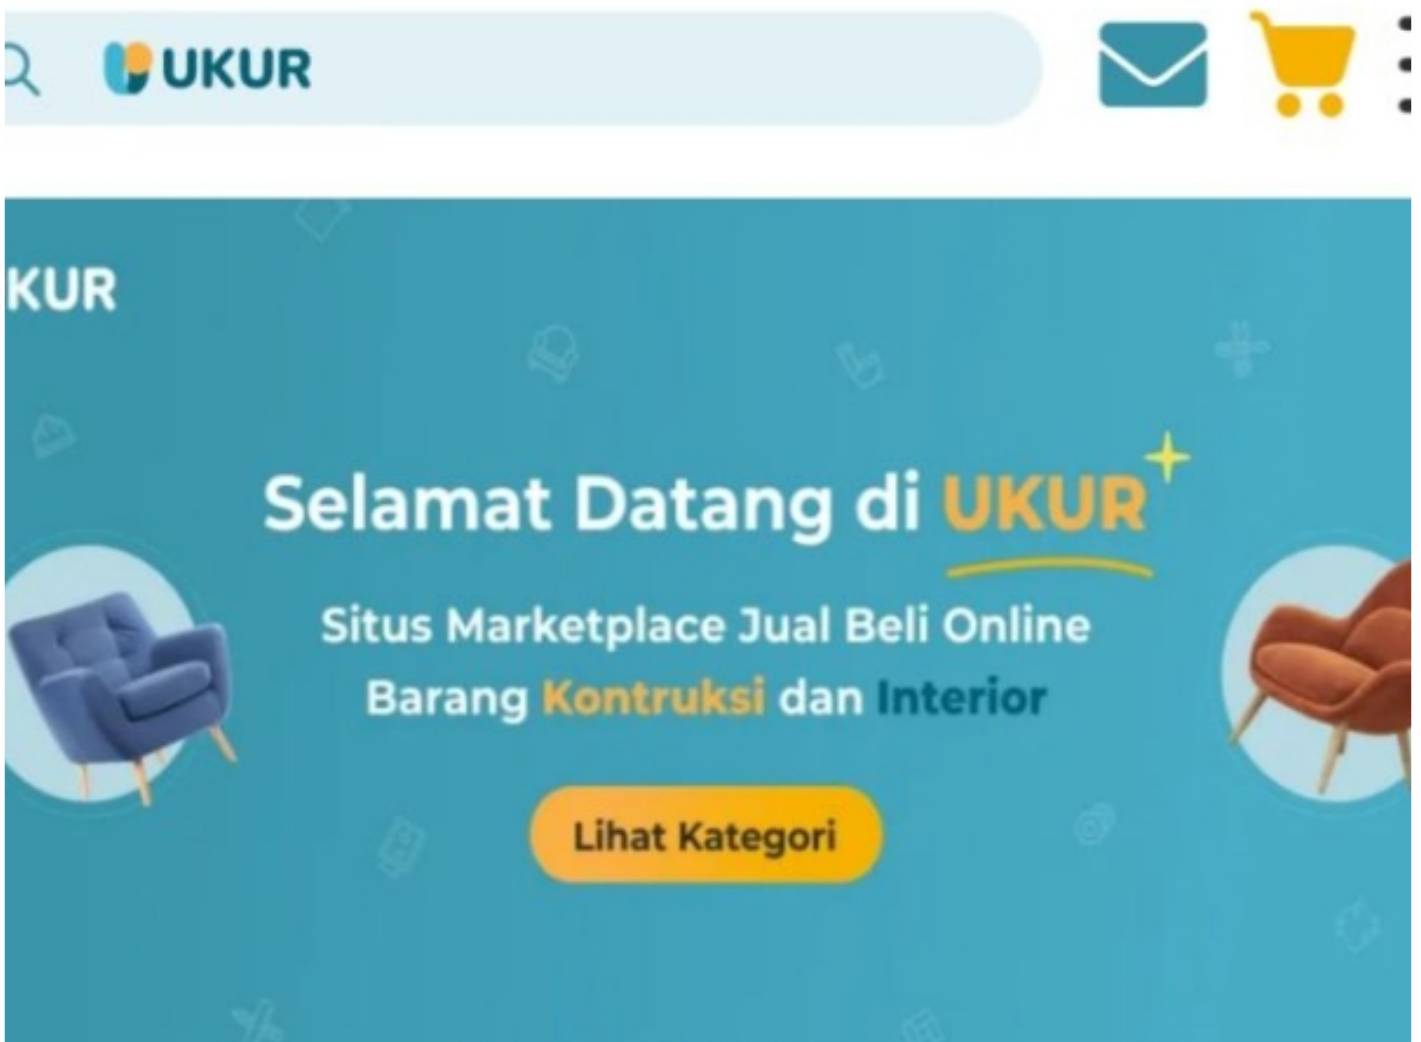 UKUR
KUR
Selamat Datang di UKUR
Situs Marketplace Jual Beli Online
Barang Kontruksi dan Interior
Lihat Kategori